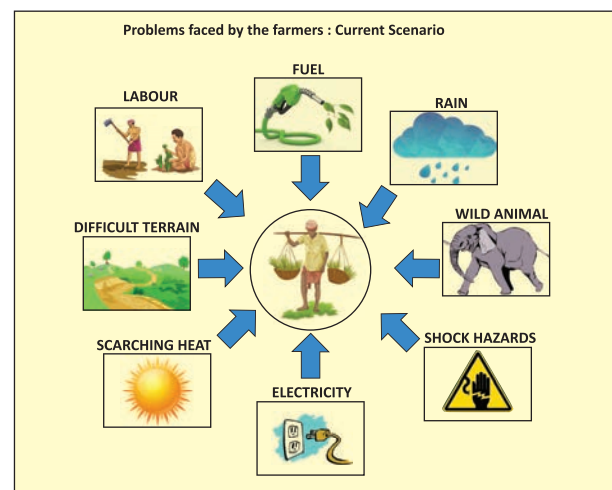 Problems faced by the farmers : Current Scenario
FUEL
LABOUR
RAIN
DIFFICULT TERRAIN
WILD ANIMAL
SCARCHING HEAT
SHOCK HAZARDS
ELECTRICITY